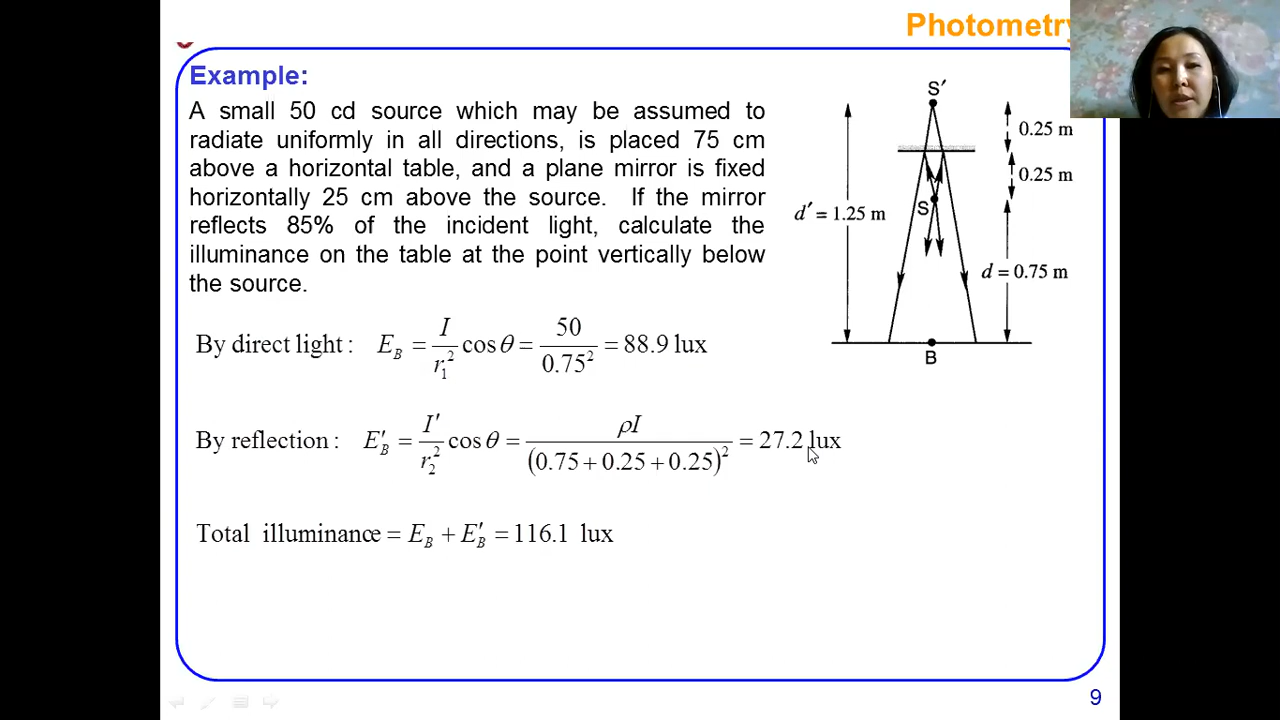 Photometry
Example:
A small 50 cd source which may be assumed to
radiate uniformly in all directions, is placed 75 cm
above a horizontal table, and a plane mirror is fixed
horizontally 25 cm above the source. If the mirror
reflects 85% of the incident light, calculate the
illuminance on the table at the point vertically below
the source.
By direct light : E_B = I/r₁² cos θ = 50/0.75² = 88.9 lux
By reflection : E′_B = I′/r₂² cos θ = ρI/(0.75 + 0.25 + 0.25)² = 27.2 lux
Total illuminance = E_B + E′_B = 116.1 lux
S′
0.25 m
0.25 m
d′ = 1.25 m
S
d = 0.75 m
B
9